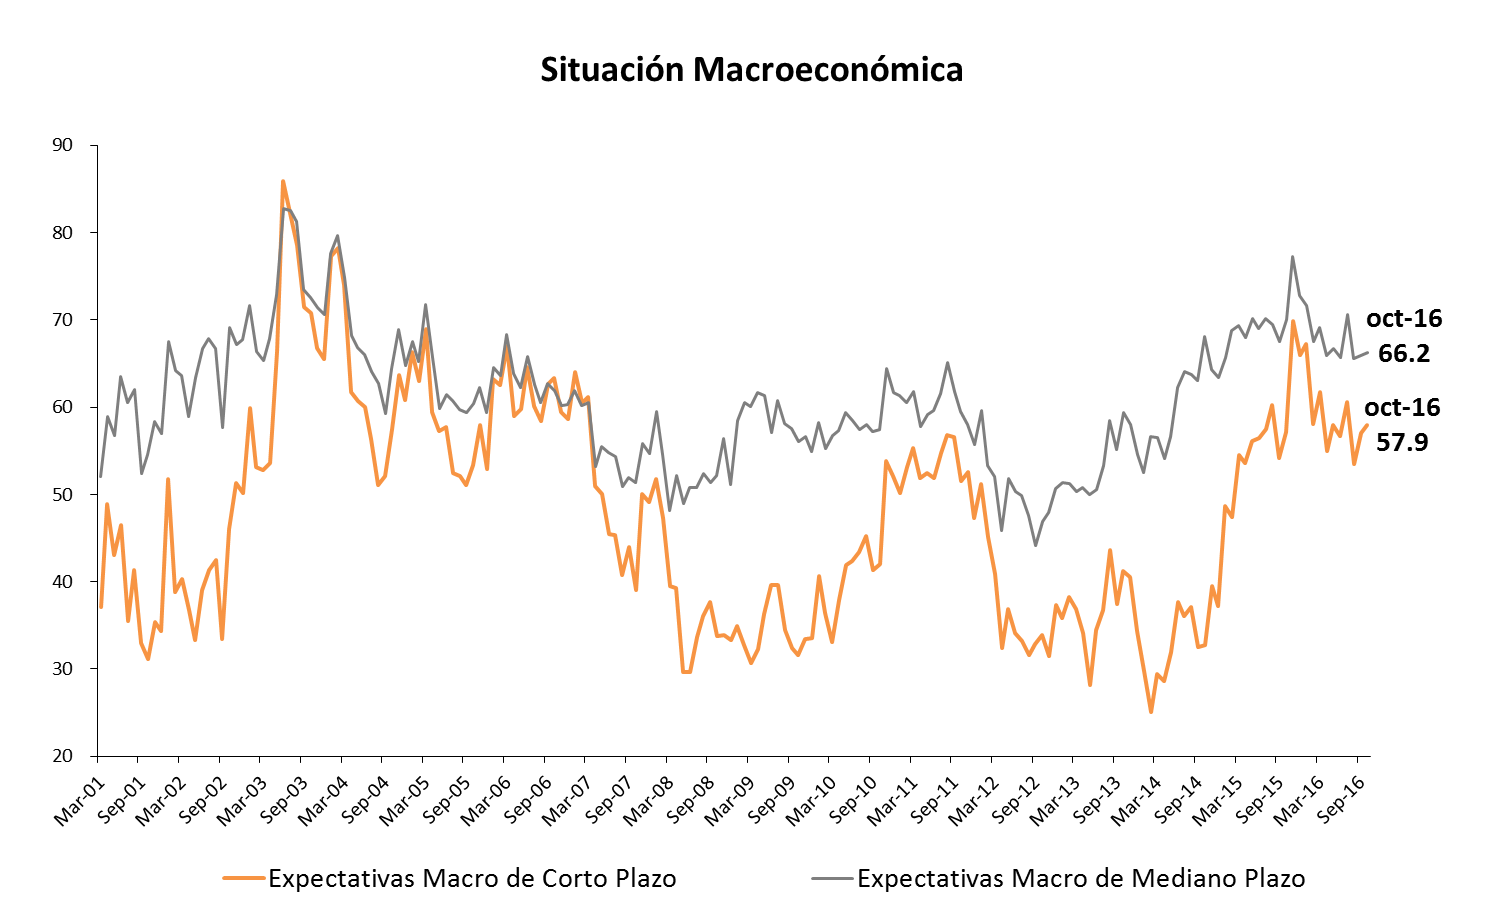 Situación Macroeconómica
90
80
70
60
50
40
30
20
oct-16
66.2
oct-16
57.9
Mar-01
Sep-01
Mar-02
Sep-02
Mar-03
Sep-03
Mar-04
Sep-04
Mar-05
Sep-05
Mar-06
Sep-06
Mar-07
Sep-07
Mar-08
Sep-08
Mar-09
Sep-09
Mar-10
Sep-10
Mar-11
Sep-11
Mar-12
Sep-12
Mar-13
Sep-13
Mar-14
Sep-14
Mar-15
Sep-15
Mar-16
Sep-16
Expectativas Macro de Corto Plazo
Expectativas Macro de Mediano Plazo